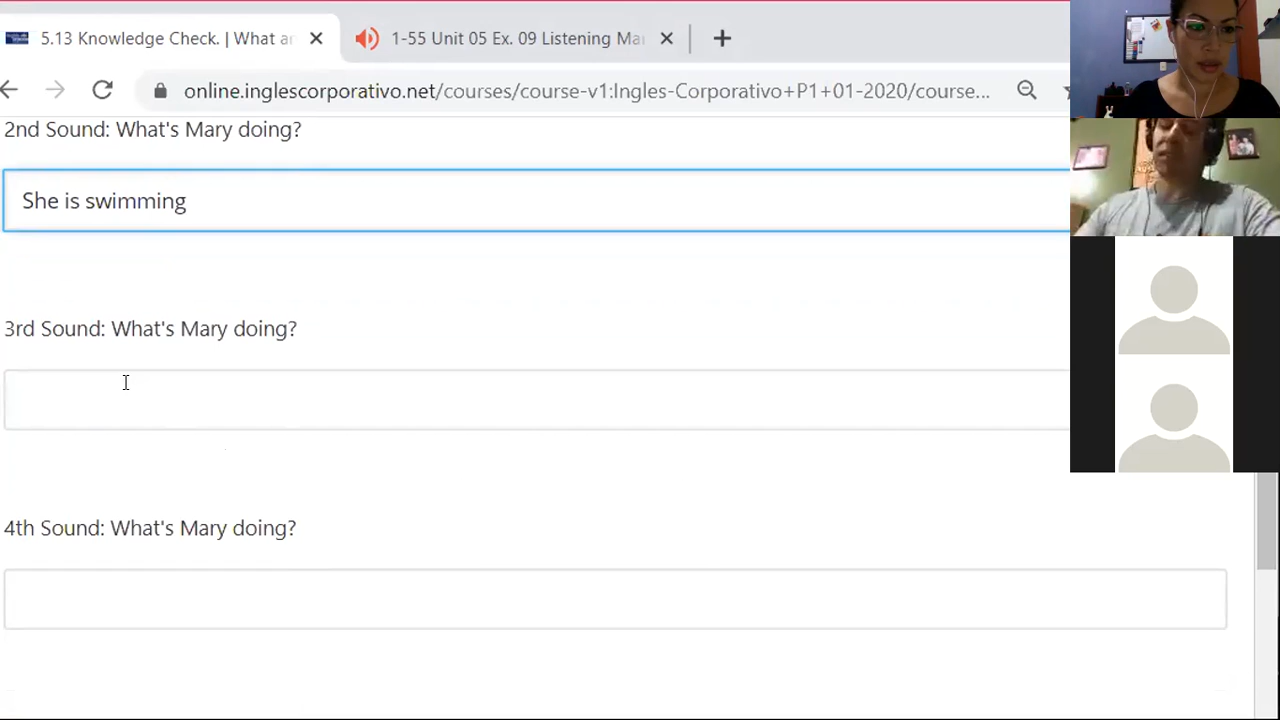 5.13 Knowledge Check. | What ar
1-55 Unit 05 Ex. 09 Listening Mar
online.inglescorporativo.net/courses/course-v1:Ingles-Corporativo+P1+01-2020/course...
2nd Sound: What's Mary doing?
She is swimming
3rd Sound: What's Mary doing?
4th Sound: What's Mary doing?